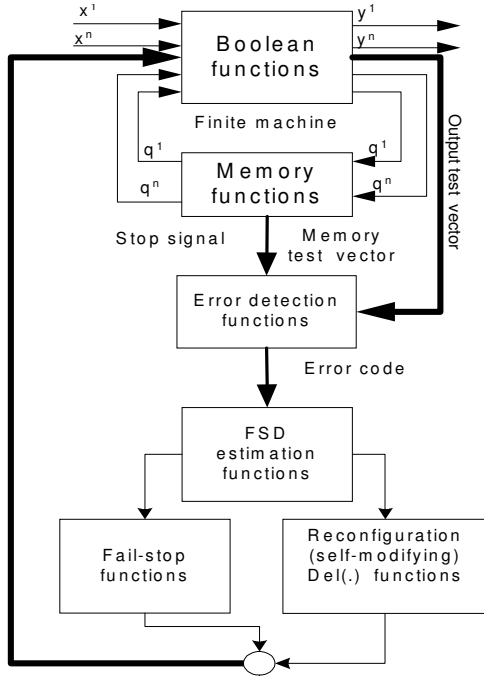 x¹
y¹
xⁿ
yⁿ
Boolean
functions
Finite machine
q¹
q¹
qⁿ
qⁿ
Memory
functions
Output test
vector
Stop signal
Memory
test vector
Error detection
functions
Error code
FSD
estimation
functions
Fail-stop
functions
Reconfiguration
(self-modifying)
Del(.) functions